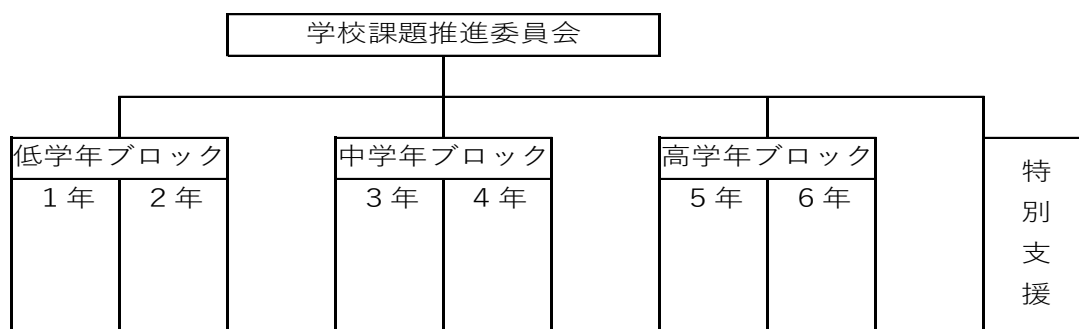 学校課題推進委員会
低学年ブロック
中学年ブロック
高学年ブロック
１年
２年
３年
４年
５年
６年
特別支援